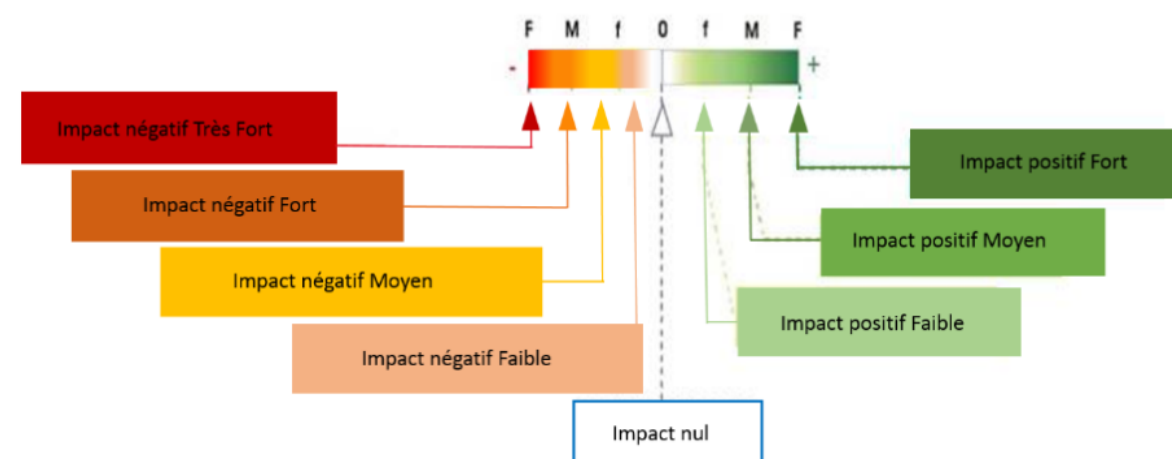 F M f 0 f M F
- +
Impact négatif Très Fort
Impact positif Fort
Impact négatif Fort
Impact positif Moyen
Impact négatif Moyen
Impact positif Faible
Impact négatif Faible
Impact nul